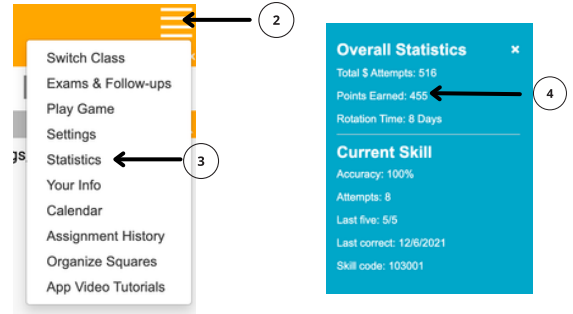 2
Switch Class
Exams & Follow-ups
Play Game
Settings
Statistics
3
Your Info
Calendar
Assignment History
Organize Squares
App Video Tutorials
Overall Statistics ×
Total $ Attempts: 516
Points Earned: 455
4
Rotation Time: 8 Days
Current Skill
Accuracy: 100%
Attempts: 8
Last five: 5/5
Last correct: 12/6/2021
Skill code: 103001